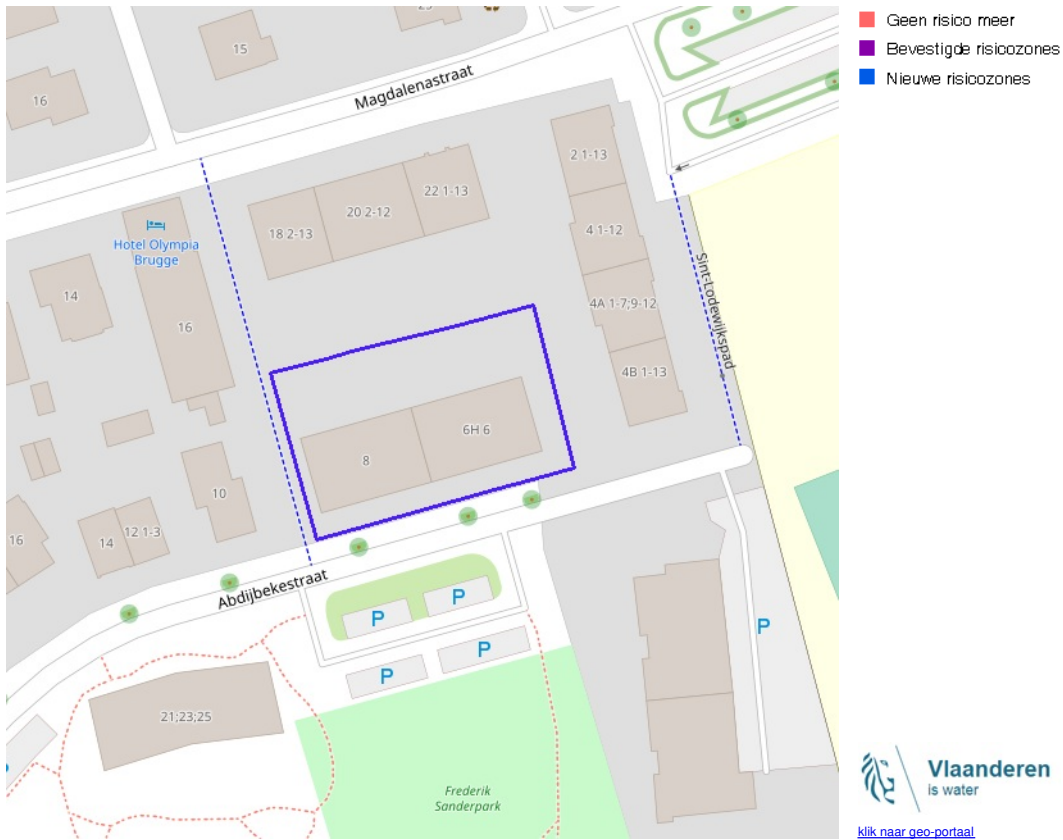 15
16
Magdalenastraat
2 1-13
22 1-13
20 2-12
18 2-13
4 1-12
Hotel Olympia
Brugge
14
16
Sint-Lodewijkspad
4A 1-7;9-12
4B 1-13
6H 6
8
10
12 1-3
14
16
Abdijbekestraat
P
P
P
P
P
21;23;25
Frederik
Sanderpark
Geen risico meer
Bevestigde risicozones
Nieuwe risicozones
Vlaanderen
is water
klik naar geo-portaal